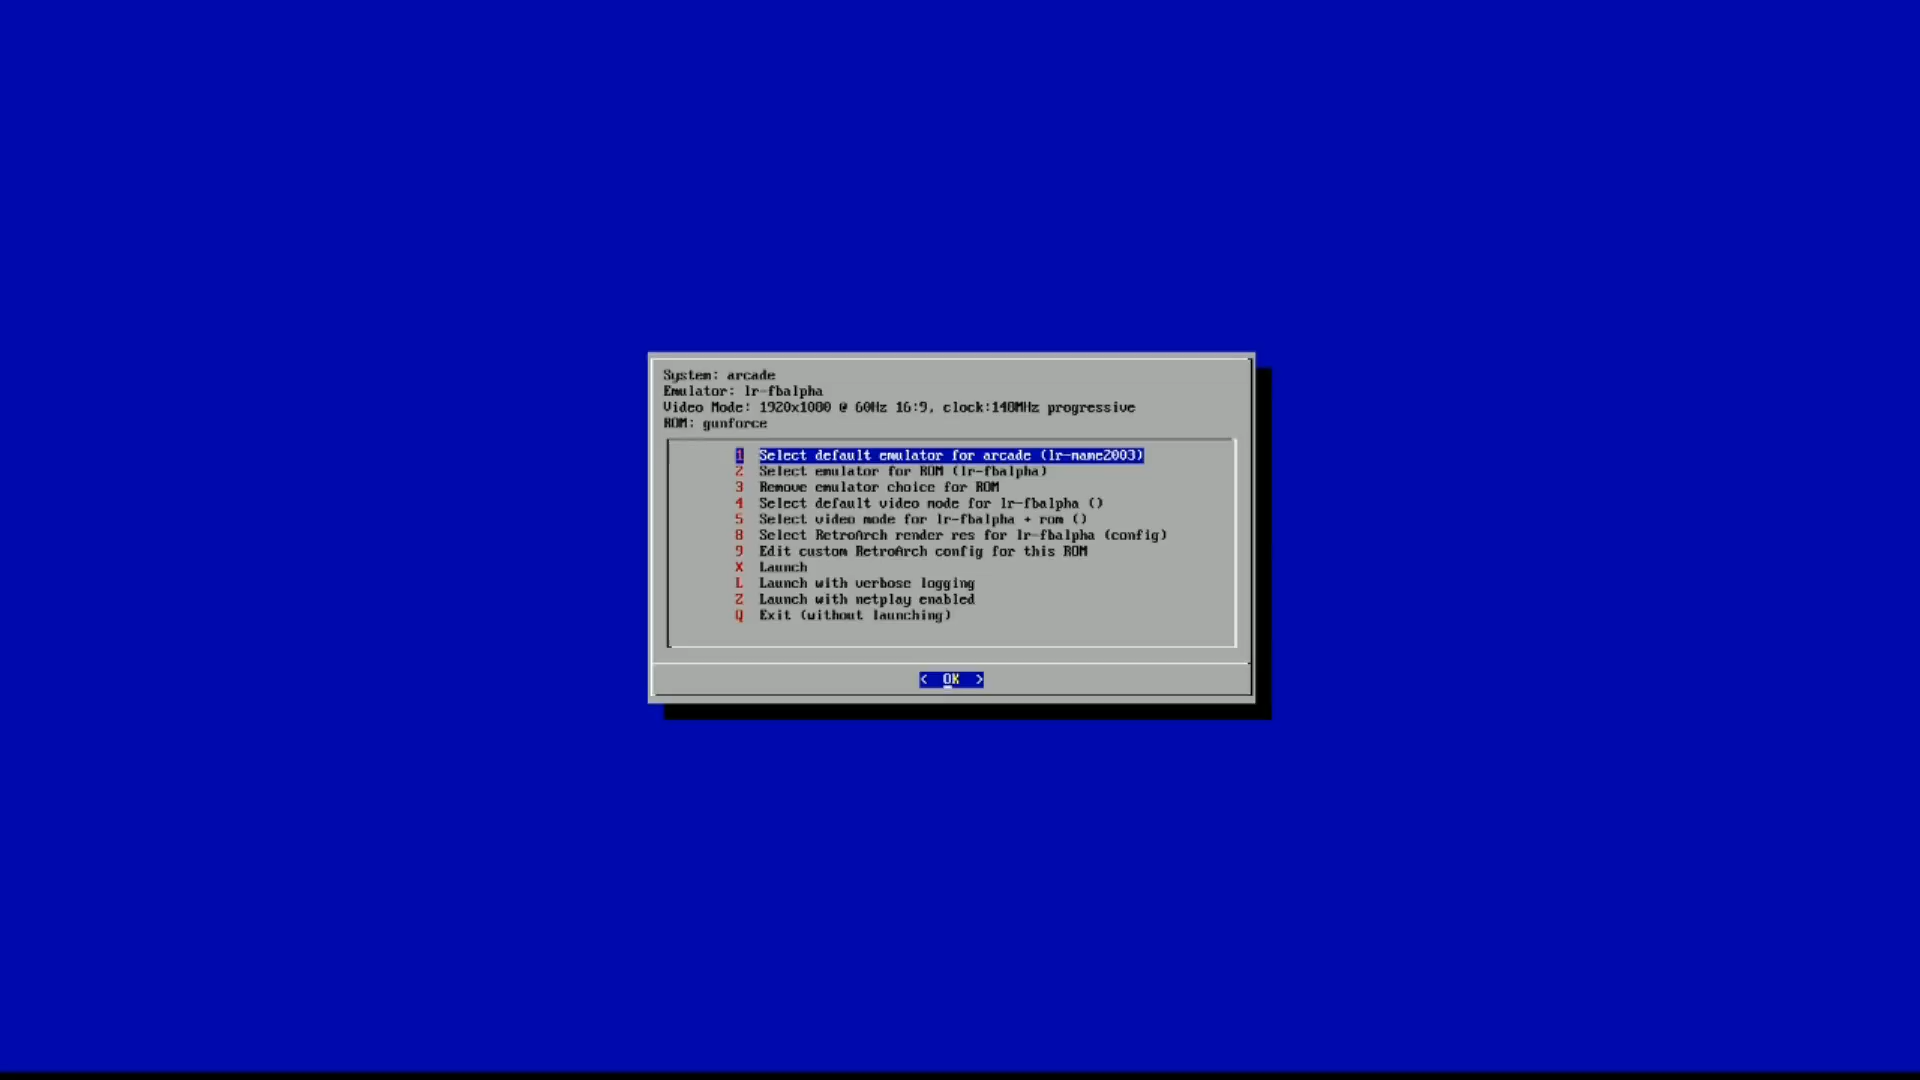 System: arcade
Emulator: lr-fbalpha
Video Mode: 1920x1080 @ 60Hz 16:9, clock:148MHz progressive
ROM: gunforce
1 Select default emulator for arcade (lr-mame2003)
2 Select emulator for ROM (lr-fbalpha)
3 Remove emulator choice for ROM
4 Select default video mode for lr-fbalpha ()
5 Select video mode for lr-fbalpha + rom ()
8 Select RetroArch render res for lr-fbalpha (config)
9 Edit custom RetroArch config for this ROM
X Launch
L Launch with verbose logging
Z Launch with netplay enabled
Q Exit (without launching)
< OK >